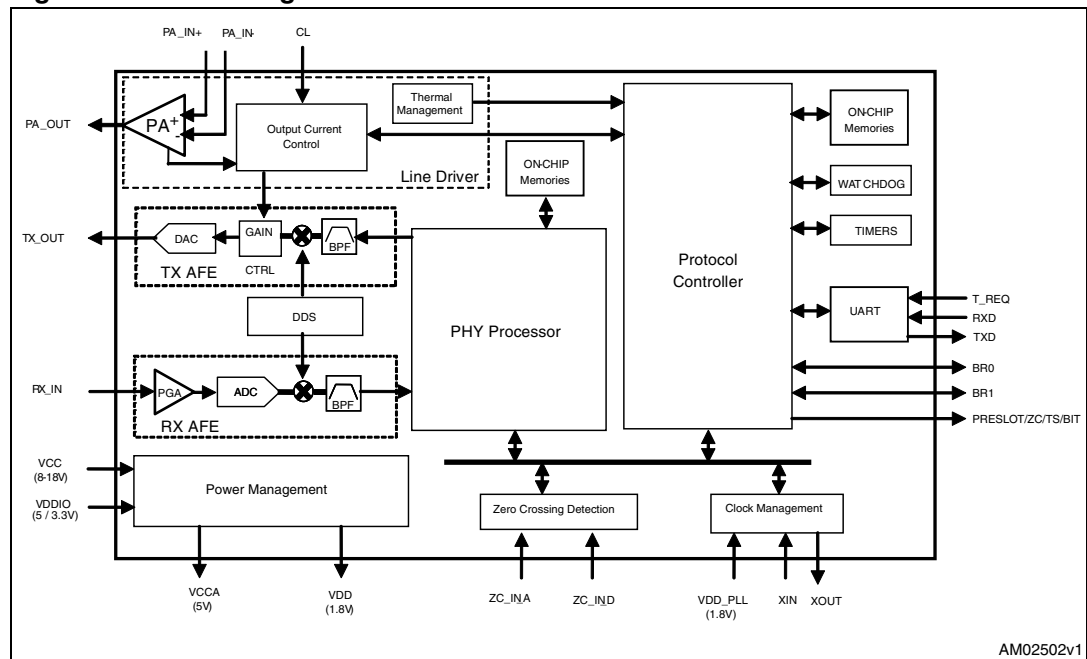 PA_IN+
PA_IN-
CL
PA_OUT
PA
+
-
Output Current
Control
Thermal
Management
Line Driver
ON-CHIP
Memories
ON-CHIP
Memories
WATCHDOG
TIMERS
TX_OUT
DAC
GAIN
CTRL
BPF
TX AFE
DDS
PHY Processor
Protocol
Controller
UART
T_REQ
RXD
TXD
BR0
BR1
PRESLOT/ZC/TS/BIT
RX_IN
PGA
ADC
BPF
RX AFE
VCC
(8-18V)
VDDIO
(5 / 3.3V)
Power Management
Zero Crossing Detection
Clock Management
VCCA
(5V)
VDD
(1.8V)
ZC_IN_A
ZC_IN_D
VDD_PLL
(1.8V)
XIN
XOUT
AM02502v1